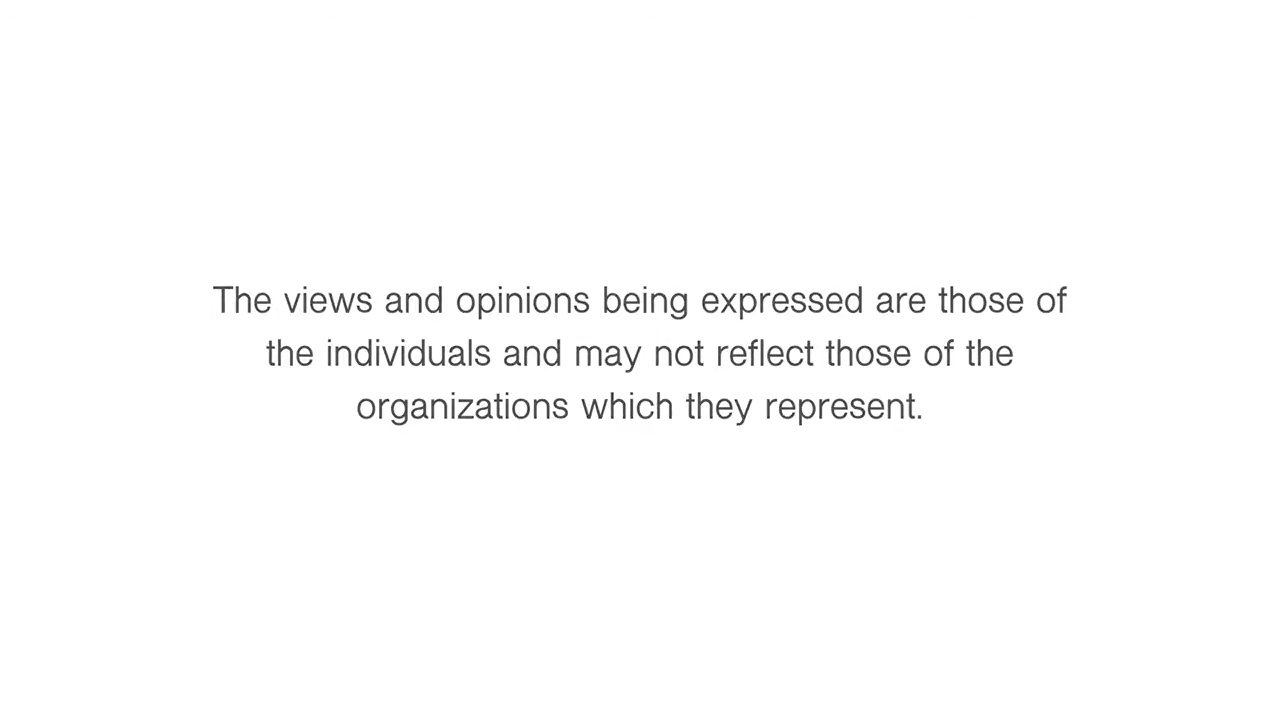 The views and opinions being expressed are those of
the individuals and may not reflect those of the
organizations which they represent.